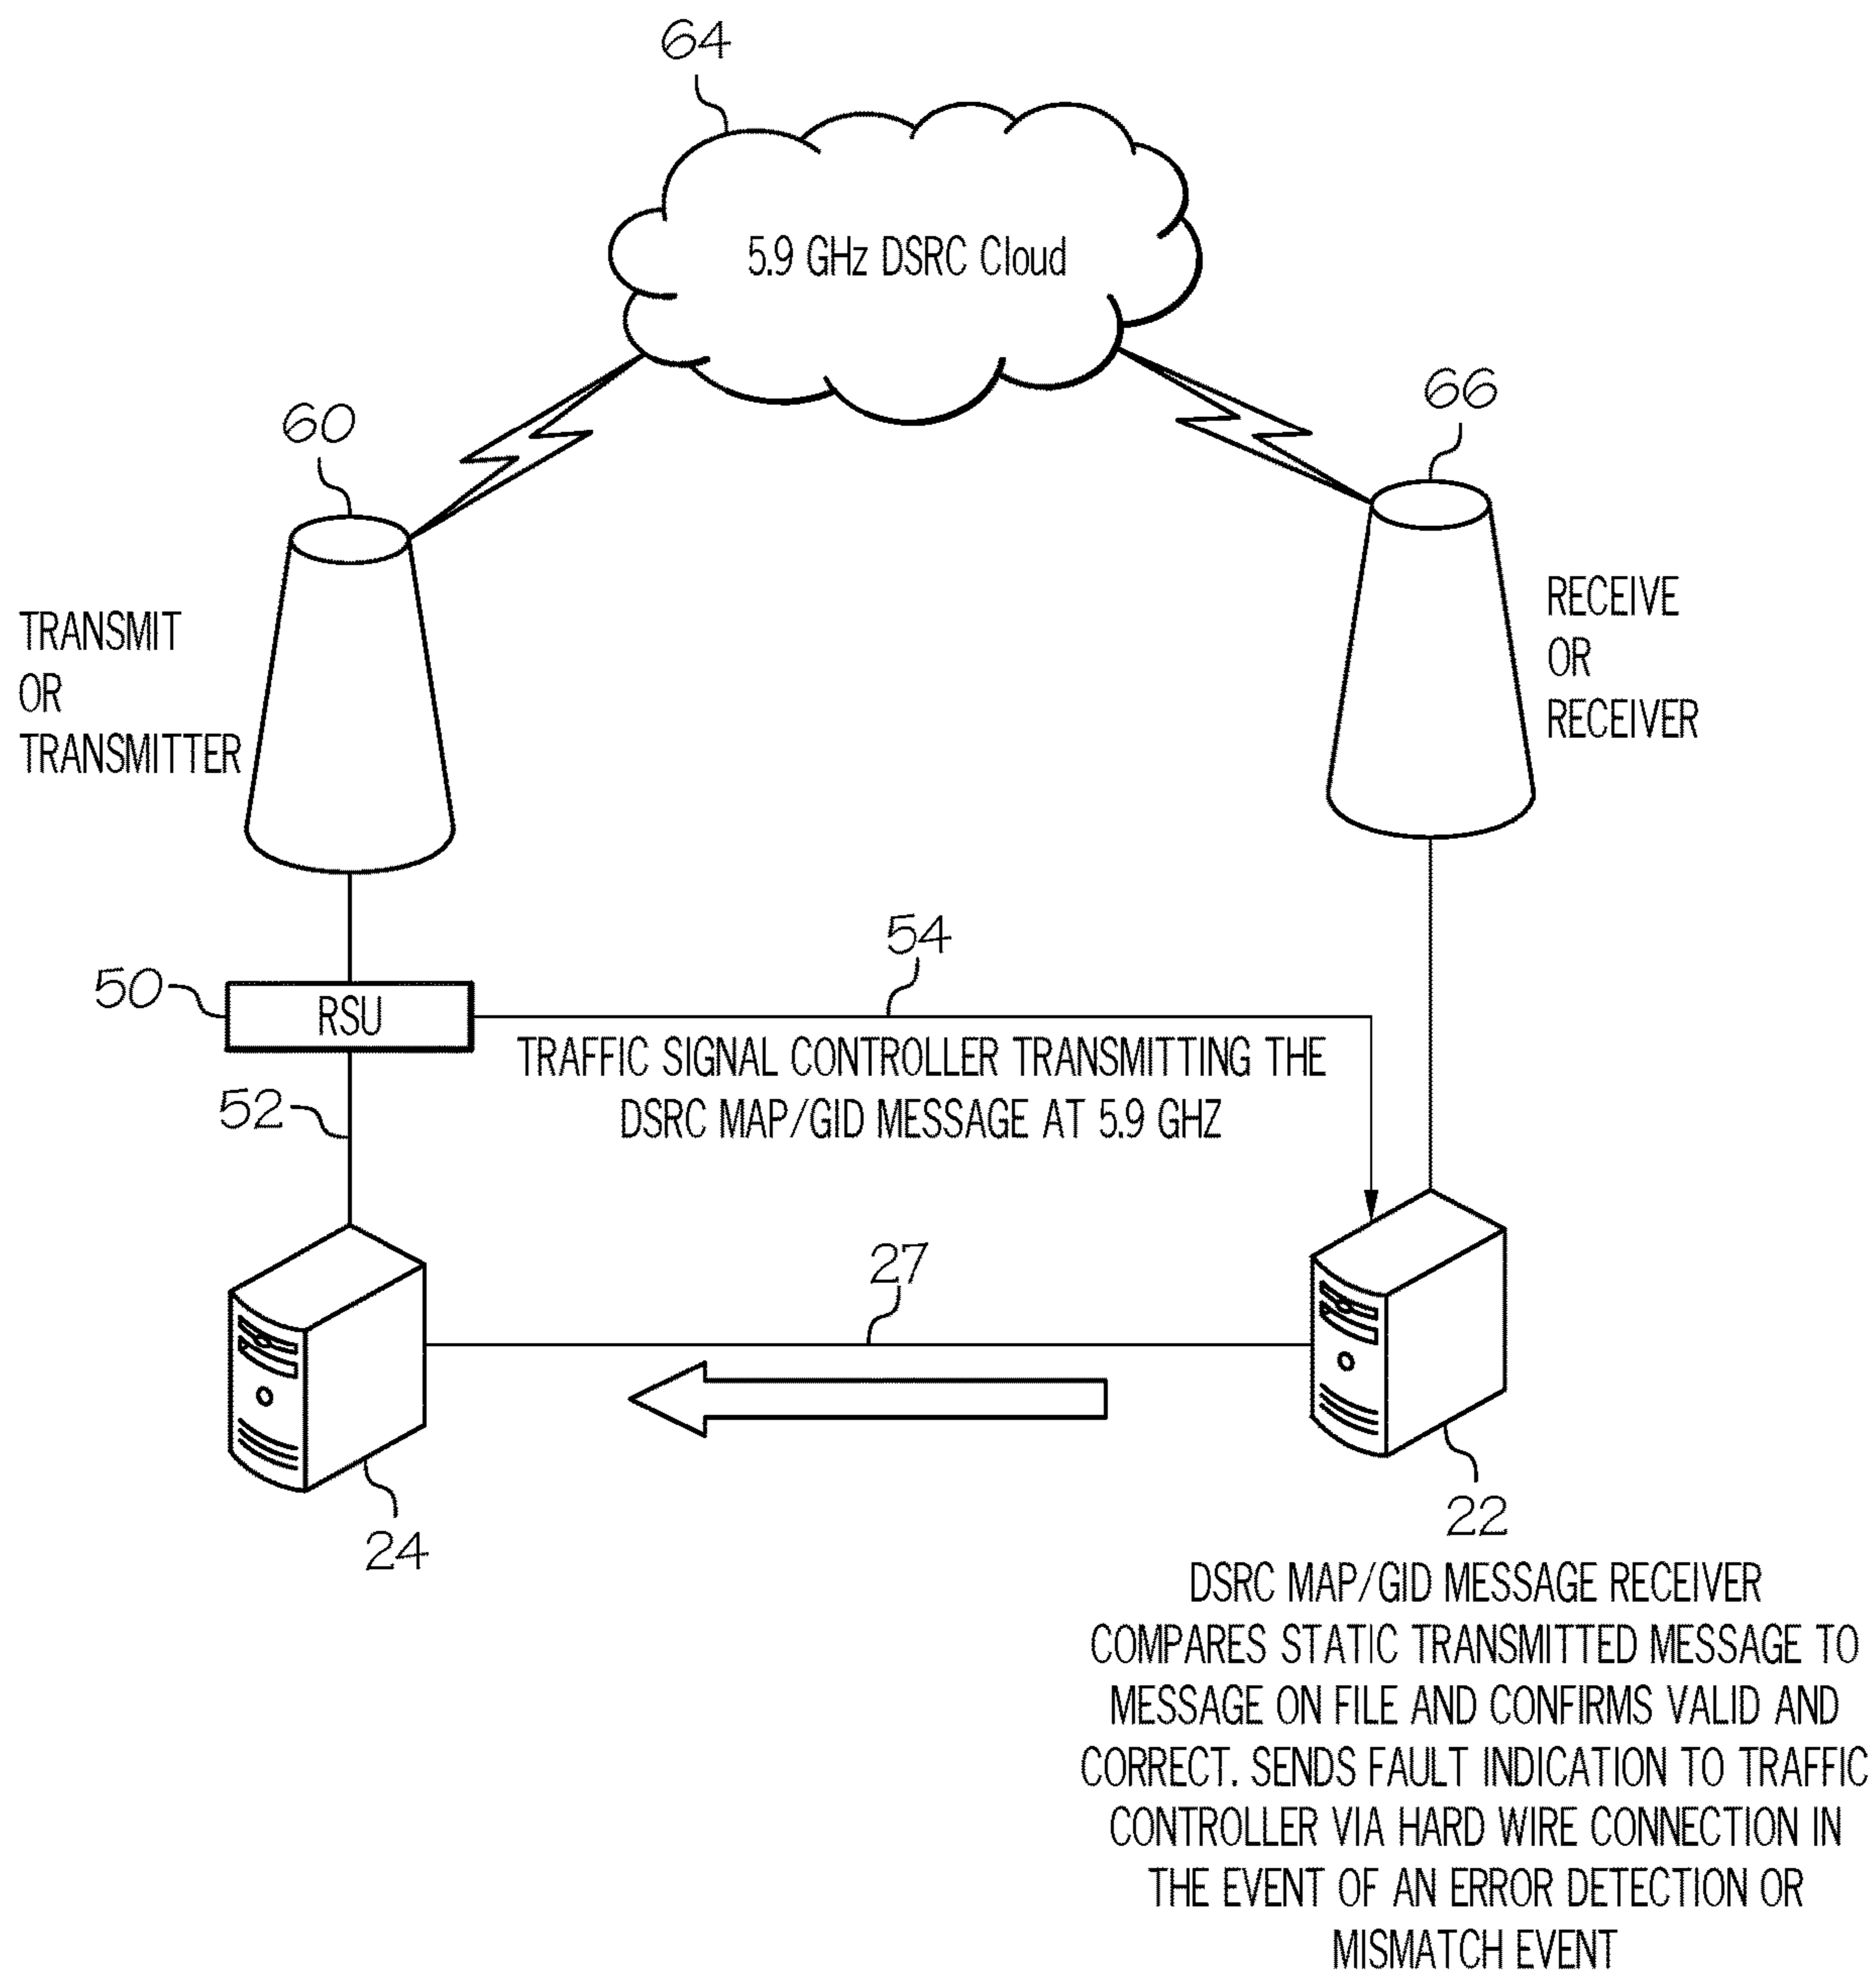 64
5.9 GHz DSRC Cloud
60
66
TRANSMIT
OR
TRANSMITTER
RECEIVE
OR
RECEIVER
54
50
RSU
TRAFFIC SIGNAL CONTROLLER TRANSMITTING THE
DSRC MAP/GID MESSAGE AT 5.9 GHZ
52
27
24
22
DSRC MAP/GID MESSAGE RECEIVER
COMPARES STATIC TRANSMITTED MESSAGE TO
MESSAGE ON FILE AND CONFIRMS VALID AND
CORRECT. SENDS FAULT INDICATION TO TRAFFIC
CONTROLLER VIA HARD WIRE CONNECTION IN
THE EVENT OF AN ERROR DETECTION OR
MISMATCH EVENT